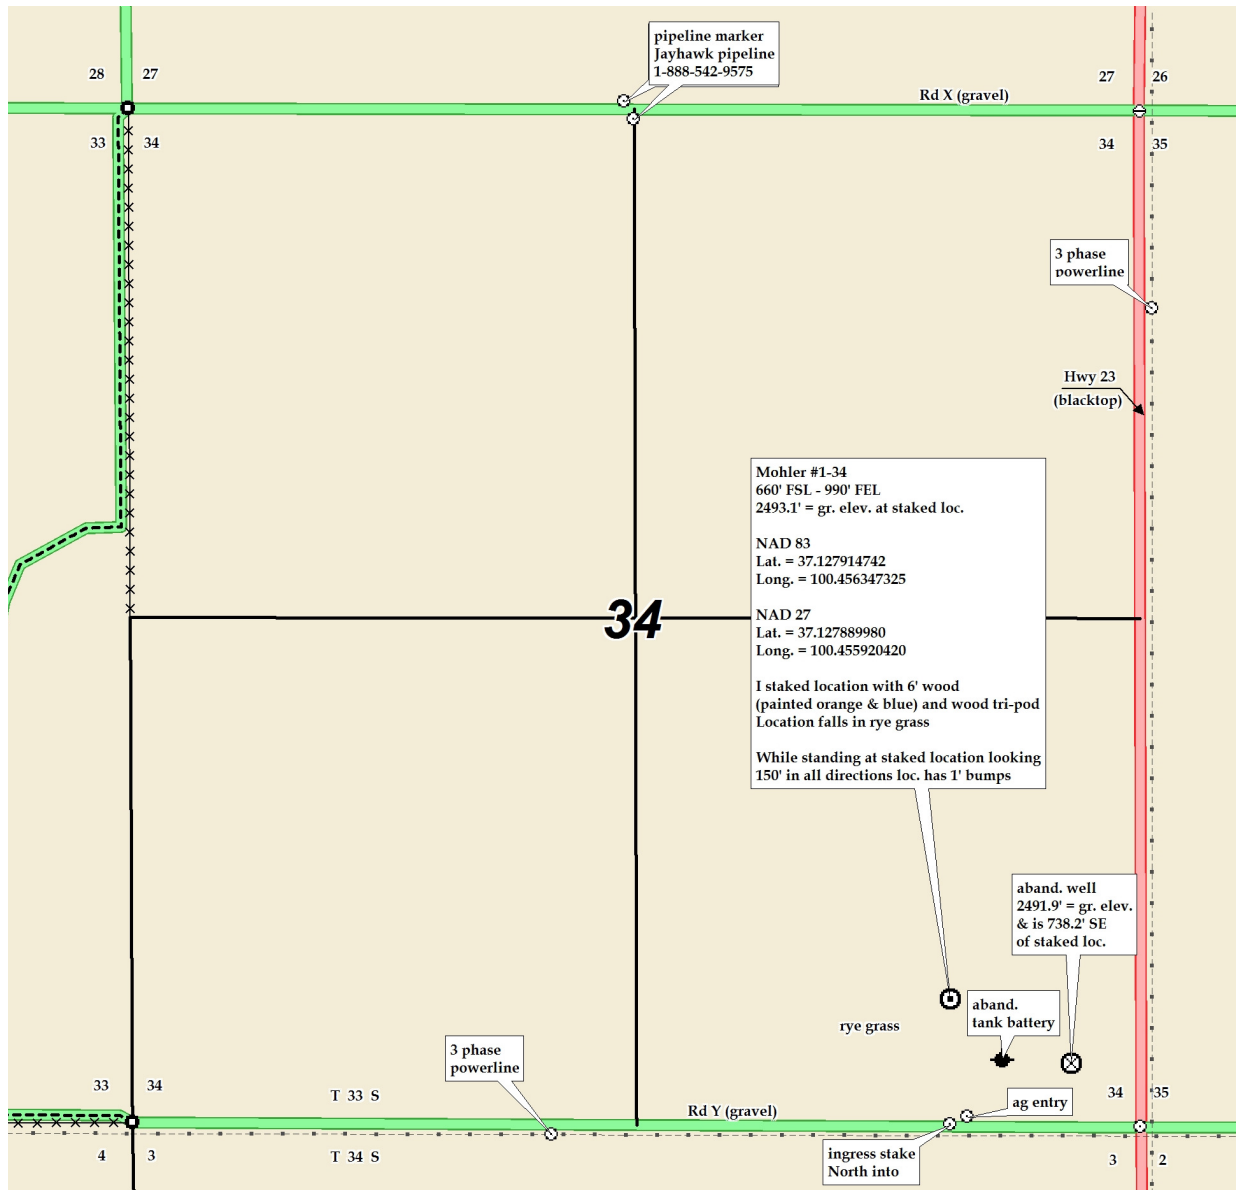 pipeline marker
Jayhawk pipeline
1-888-542-9575
28 27
27 26
Rd X (gravel)
33 34
34 35
3 phase
powerline
Hwy 23
(blacktop)
Mohler #1-34
660' FSL - 990' FEL
2493.1' = gr. elev. at staked loc.
NAD 83
Lat. = 37.127914742
Long. = 100.456347325
NAD 27
Lat. = 37.127889980
Long. = 100.455920420
I staked location with 6' wood
(painted orange & blue) and wood tri-pod
Location falls in rye grass
While standing at staked location looking
150' in all directions loc. has 1' bumps
34
aband. well
2491.9' = gr. elev.
& is 738.2' SE
of staked loc.
aband.
tank battery
rye grass
3 phase
powerline
33 34
T 33 S
34 35
ag entry
Rd Y (gravel)
ingress stake
North into
4 3
T 34 S
3 2